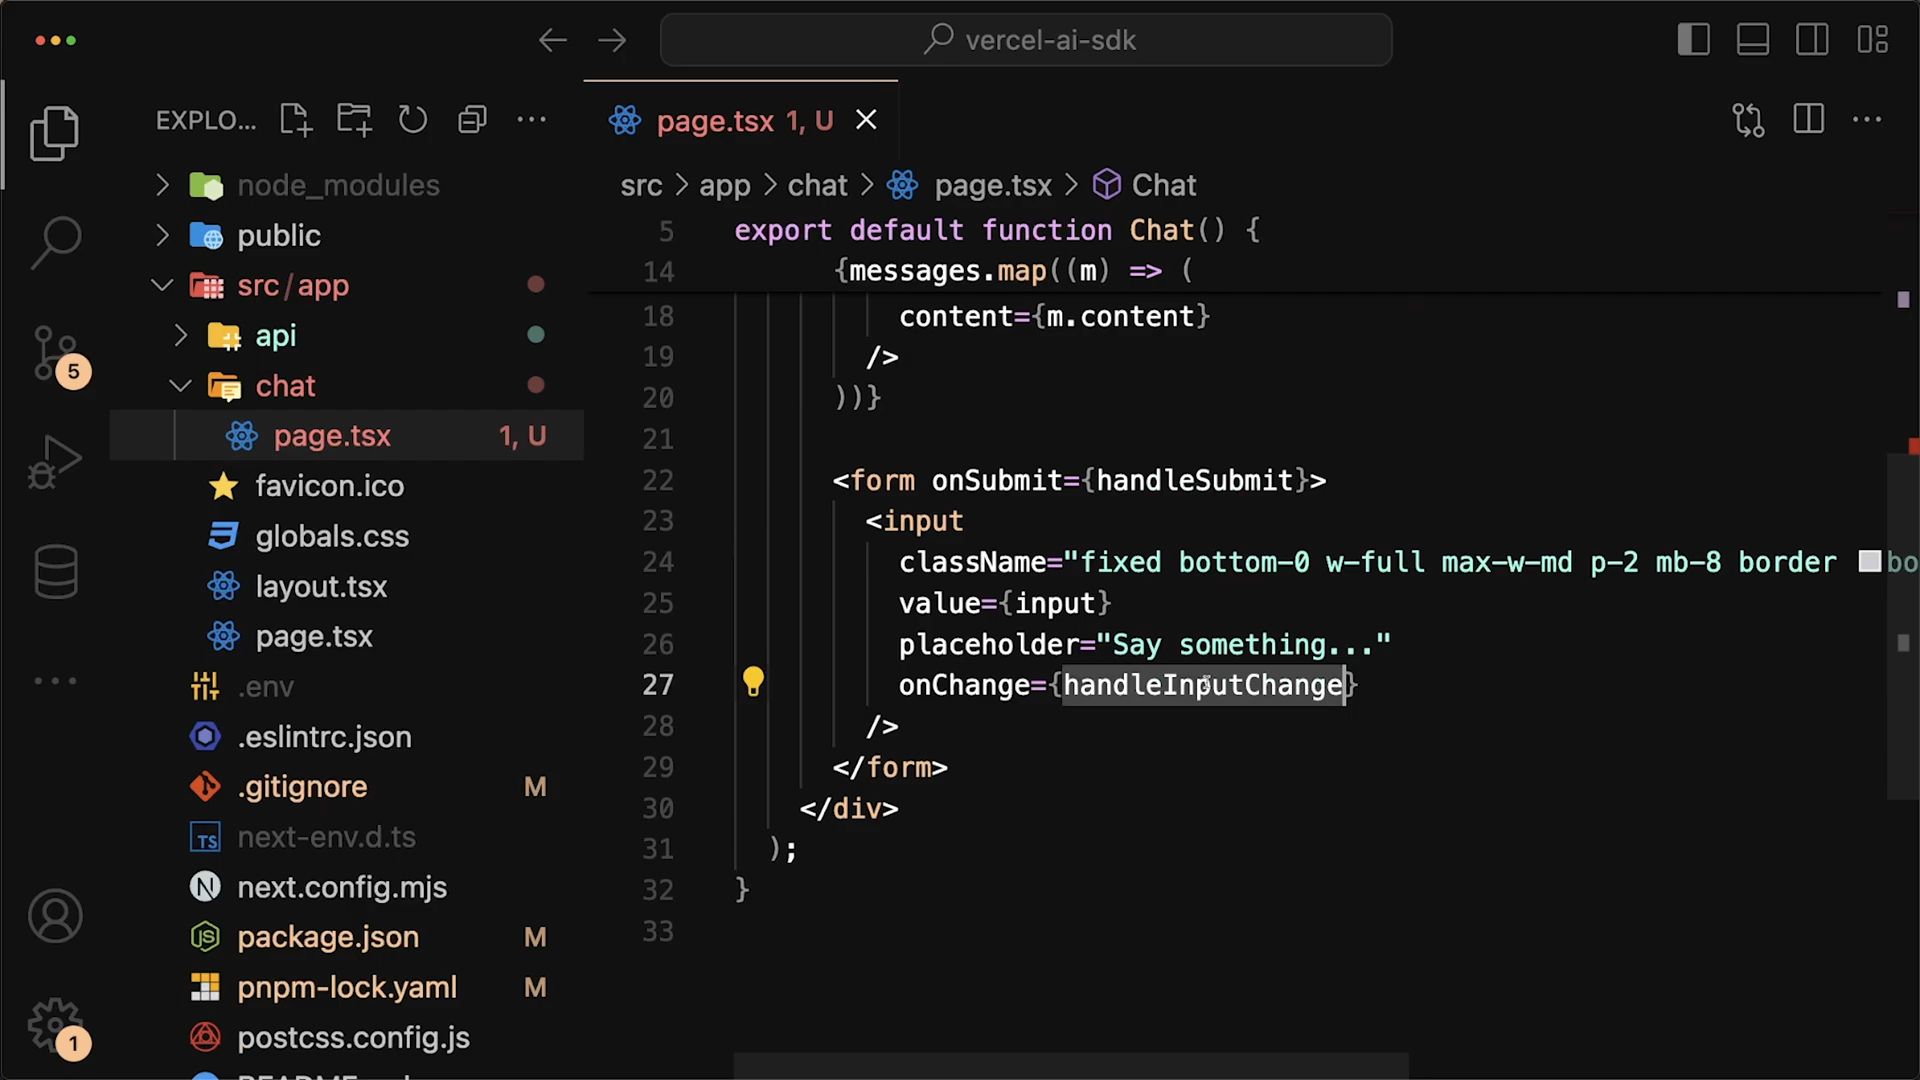 vercel-ai-sdk
EXPLO...
page.tsx 1, U
node_modules
public
src/app
api
chat
page.tsx 1, U
favicon.ico
globals.css
layout.tsx
page.tsx
.env
.eslintrc.json
.gitignore M
next-env.d.ts
next.config.mjs
package.json M
pnpm-lock.yaml M
postcss.config.js
5
1
src > app > chat > page.tsx > Chat
5 export default function Chat() {
14 {messages.map((m) => (
18 content={m.content}
19 />
20 ))}
21
22 <form onSubmit={handleSubmit}>
23 <input
24 className="fixed bottom-0 w-full max-w-md p-2 mb-8 border bo
25 value={input}
26 placeholder="Say something..."
27 onChange={handleInputChange}
28 />
29 </form>
30 </div>
31 );
32 }
33